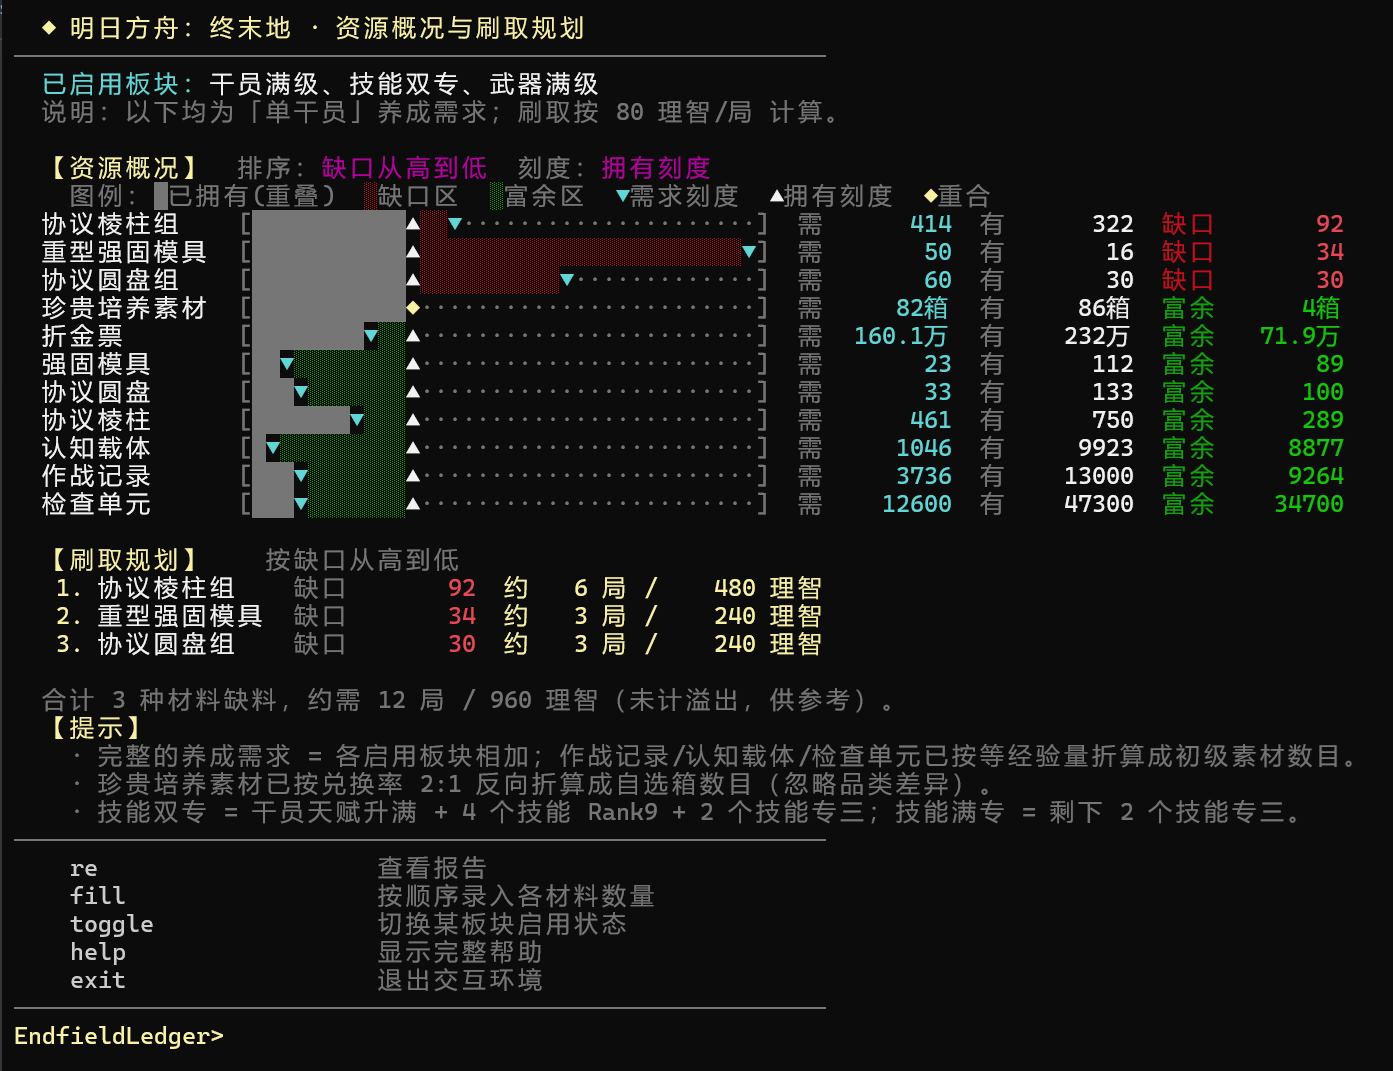 ◆ 明日方舟：终末地 · 资源概况与刷取规划
已启用板块：干员满级、技能双专、武器满级
说明：以下均为「单干员」养成需求；刷取按 80 理智/局 计算。
【资源概况】 排序：缺口从高到低 刻度：拥有刻度
图例：已拥有(重叠) 缺口区 富余区 ▼需求刻度 ▲拥有刻度 ◆重合
协议棱柱组 [▲▼] 需 414 有 322 缺口 92
重型强固模具 [▲▼] 需 50 有 16 缺口 34
协议圆盘组 [▲▼] 需 60 有 30 缺口 30
珍贵培养素材 [◆] 需 82箱 有 86箱 富余 4箱
折金票 [▼▲] 需 160.1万 有 232万 富余 71.9万
强固模具 [▼▲] 需 23 有 112 富余 89
协议圆盘 [▼▲] 需 33 有 133 富余 100
协议棱柱 [▼▲] 需 461 有 750 富余 289
认知载体 [▼▲] 需 1046 有 9923 富余 8877
作战记录 [▼▲] 需 3736 有 13000 富余 9264
检查单元 [▼▲] 需 12600 有 47300 富余 34700
【刷取规划】 按缺口从高到低
1. 协议棱柱组 缺口 92 约 6 局 / 480 理智
2. 重型强固模具 缺口 34 约 3 局 / 240 理智
3. 协议圆盘组 缺口 30 约 3 局 / 240 理智
合计 3 种材料缺料，约需 12 局 / 960 理智（未计溢出，供参考）。
【提示】
· 完整的养成需求 = 各启用板块相加；作战记录/认知载体/检查单元已按等经验量折算成初级素材数目。
· 珍贵培养素材已按兑换率 2:1 反向折算成自选箱数目（忽略品类差异）。
· 技能双专 = 干员天赋升满 + 4 个技能 Rank9 + 2 个技能专三；技能满专 = 剩下 2 个技能专三。
re 查看报告
fill 按顺序录入各材料数量
toggle 切换某板块启用状态
help 显示完整帮助
exit 退出交互环境
EndfieldLedger>